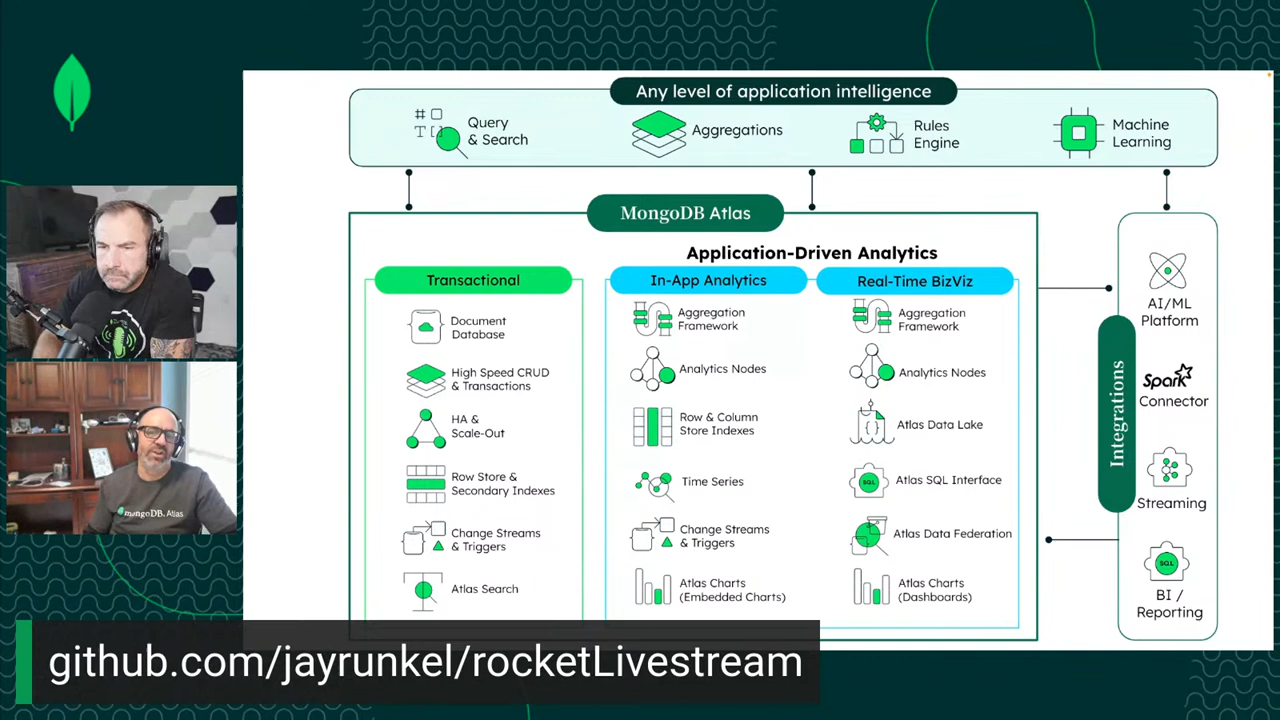 Any level of application intelligence
Query
& Search
Aggregations
Rules
Engine
Machine
Learning
MongoDB Atlas
Application-Driven Analytics
Transactional
Document
Database
High Speed CRUD
& Transactions
HA &
Scale-Out
Row Store &
Secondary Indexes
Change Streams
& Triggers
Atlas Search
In-App Analytics
Aggregation
Framework
Analytics Nodes
Row & Column
Store Indexes
Time Series
Change Streams
& Triggers
Atlas Charts
(Embedded Charts)
Real-Time BizViz
Aggregation
Framework
Analytics Nodes
Atlas Data Lake
SQL
Atlas SQL Interface
Atlas Data Federation
Atlas Charts
(Dashboards)
Integrations
AI/ML
Platform
Spark
Connector
Streaming
SQL
BI /
Reporting
mongoDB. Atlas
github.com/jayrunkel/rocketLivestream